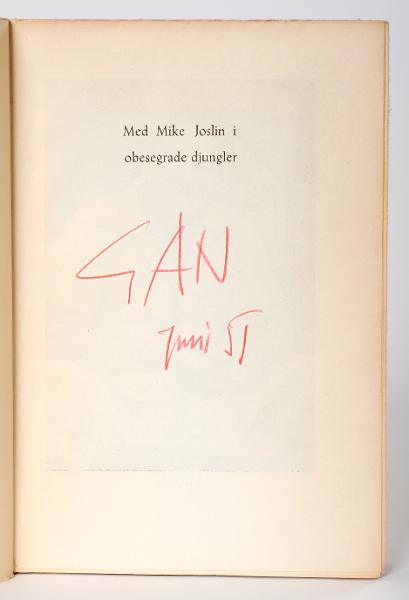 Med Mike Joslin i
obesegrade djungler
GAN
juni 51